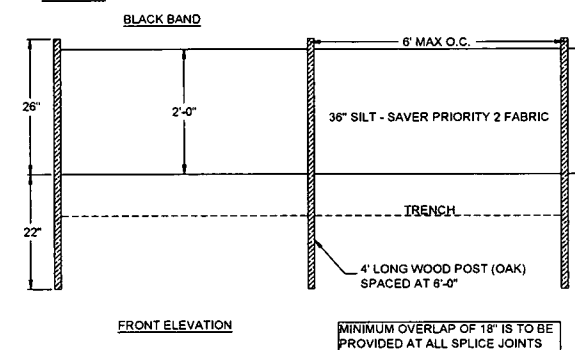 BLACK BAND
6' MAX O.C.
26"
2'-0"
36" SILT - SAVER PRIORITY 2 FABRIC
TRENCH
22"
4' LONG WOOD POST (OAK)
SPACED AT 6'-0"
FRONT ELEVATION
MINIMUM OVERLAP OF 18" IS TO BE
PROVIDED AT ALL SPLICE JOINTS